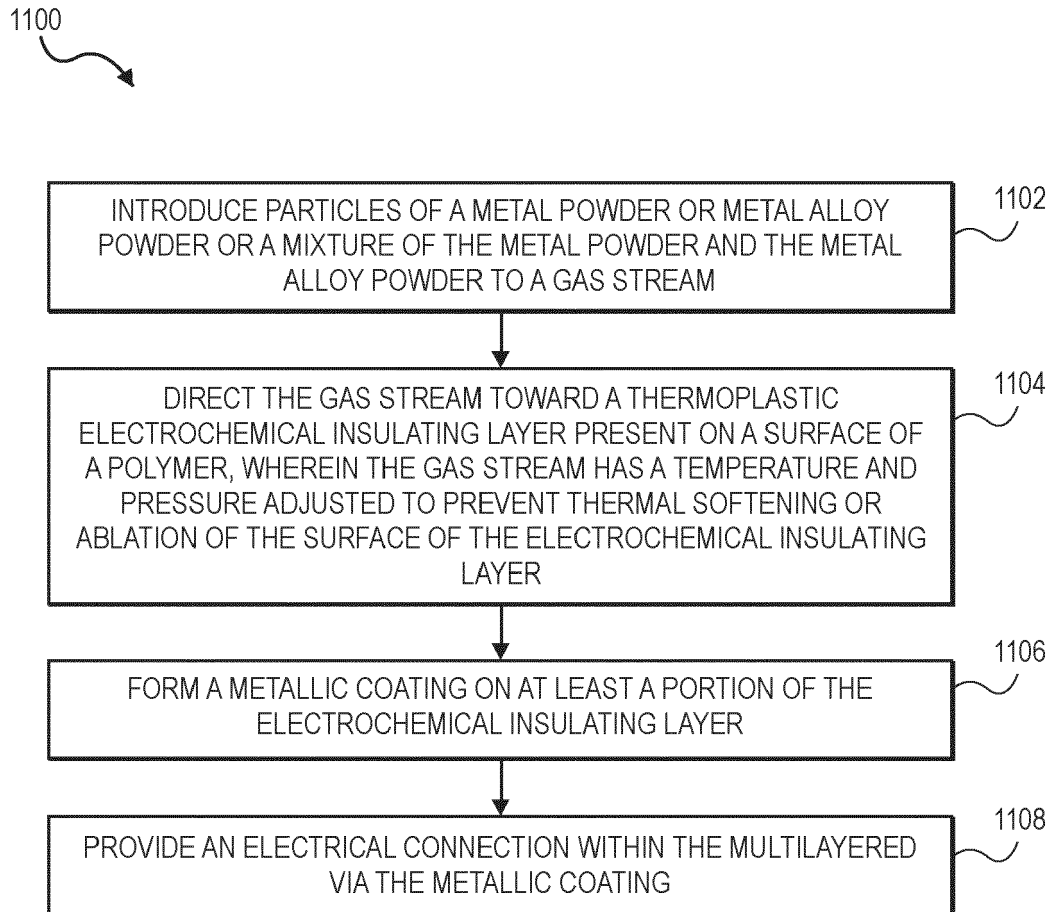 1100
INTRODUCE PARTICLES OF A METAL POWDER OR METAL ALLOY
POWDER OR A MIXTURE OF THE METAL POWDER AND THE METAL
ALLOY POWDER TO A GAS STREAM
1102
DIRECT THE GAS STREAM TOWARD A THERMOPLASTIC
ELECTROCHEMICAL INSULATING LAYER PRESENT ON A SURFACE OF
A POLYMER, WHEREIN THE GAS STREAM HAS A TEMPERATURE AND
PRESSURE ADJUSTED TO PREVENT THERMAL SOFTENING OR
ABLATION OF THE SURFACE OF THE ELECTROCHEMICAL INSULATING
LAYER
1104
FORM A METALLIC COATING ON AT LEAST A PORTION OF THE
ELECTROCHEMICAL INSULATING LAYER
1106
PROVIDE AN ELECTRICAL CONNECTION WITHIN THE MULTILAYERED
VIA THE METALLIC COATING
1108